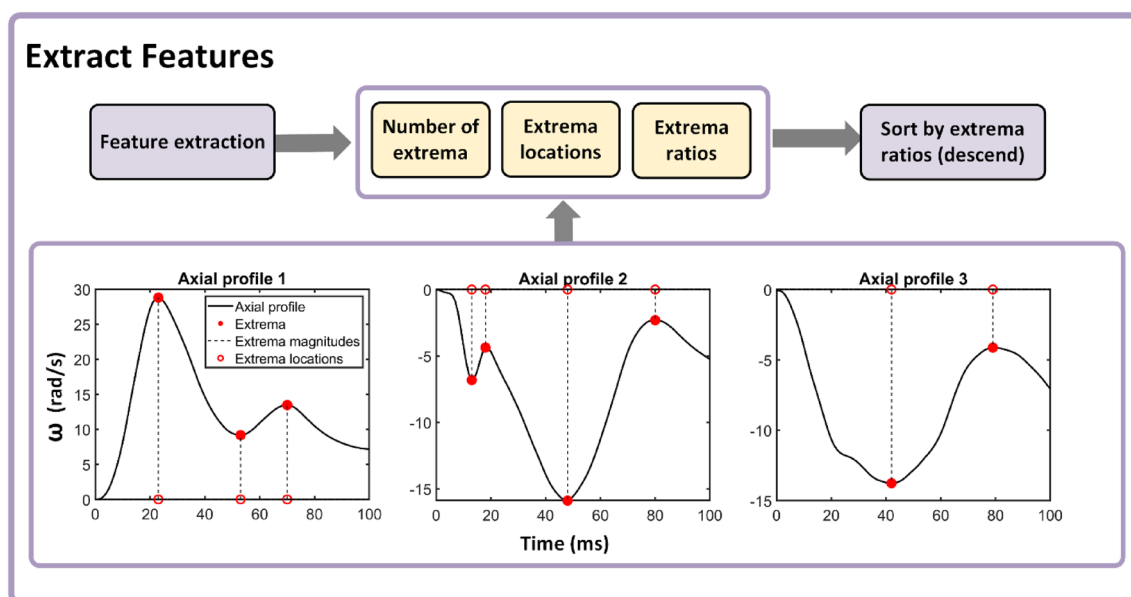 Extract Features
Feature extraction
Number of
extrema
Extrema
locations
Extrema
ratios
Sort by extrema
ratios (descend)
Axial profile 1
30
25
20
15
10
5
0
0 20 40 60 80 100
Axial profile
Extrema
Extrema magnitudes
Extrema locations
ω (rad/s)
Axial profile 2
0
-5
-10
-15
0 20 40 60 80 100
Axial profile 3
0
-5
-10
-15
0 20 40 60 80 100
Time (ms)